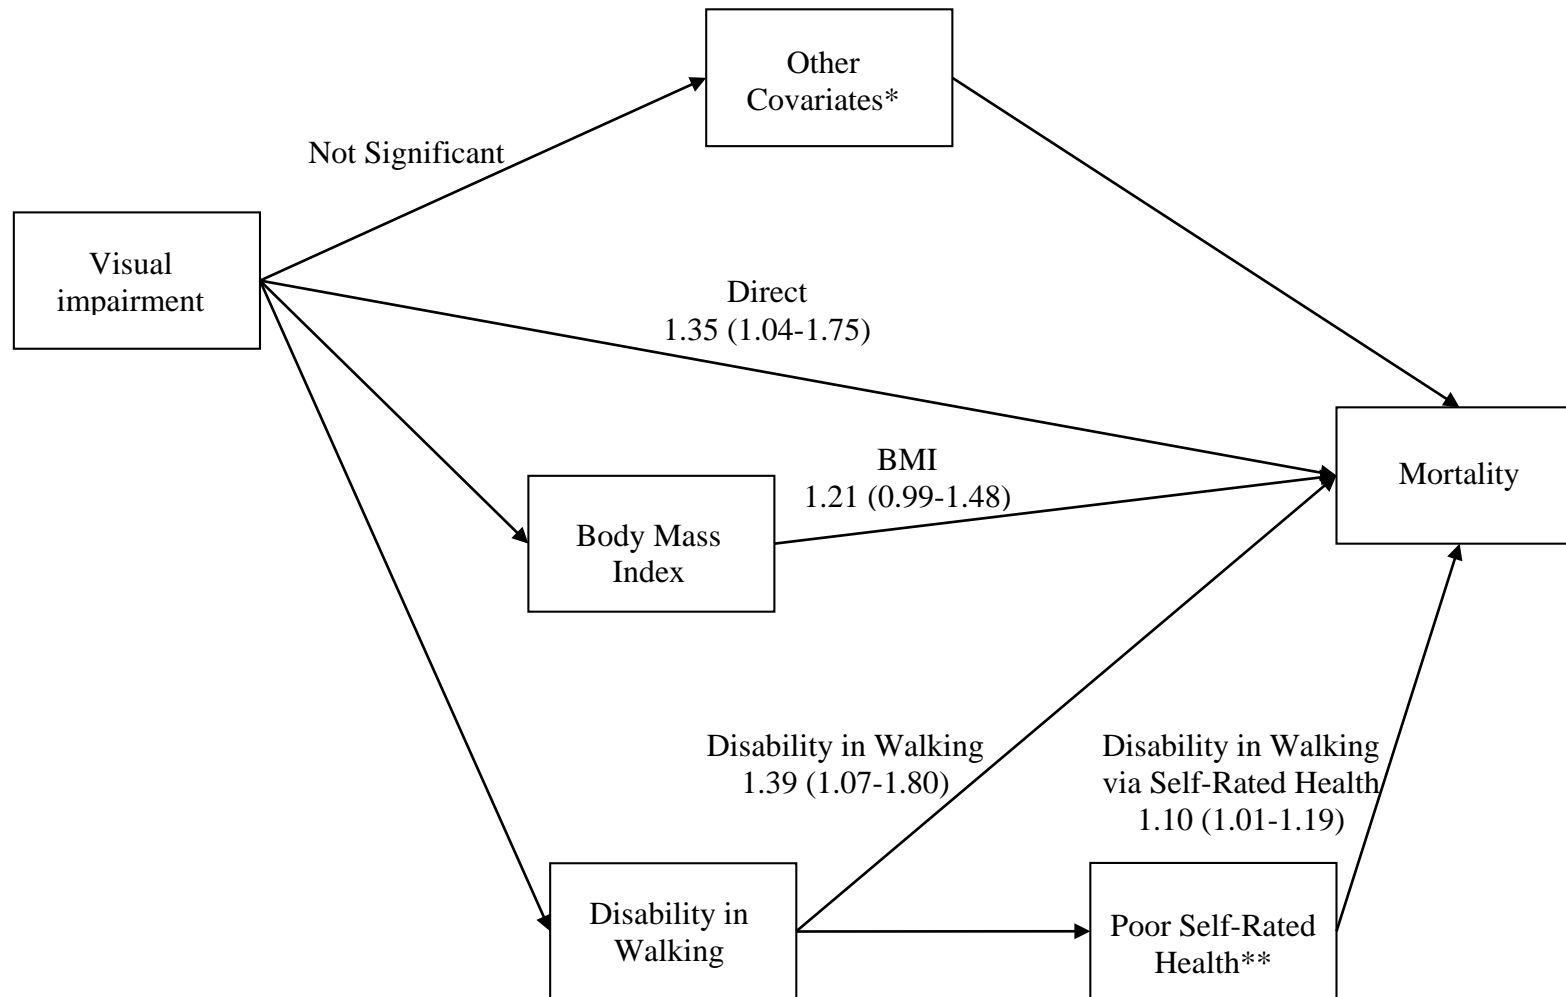 Other
Covariates*
Not Significant
Visual
impairment
Direct
1.35 (1.04-1.75)
Mortality
BMI
1.21 (0.99-1.48)
Body Mass
Index
Disability in Walking
1.39 (1.07-1.80)
Disability in Walking
via Self-Rated Health
1.10 (1.01-1.19)
Disability in
Walking
Poor Self-Rated
Health**